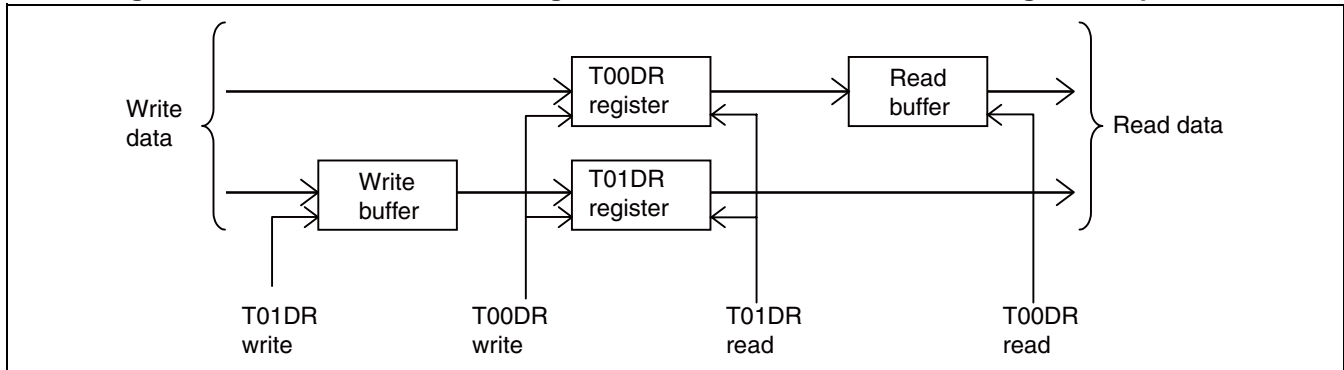 T00DR
register
Read
buffer
Write
data
Read data
Write
buffer
T01DR
register
T01DR
write
T00DR
write
T01DR
read
T00DR
read